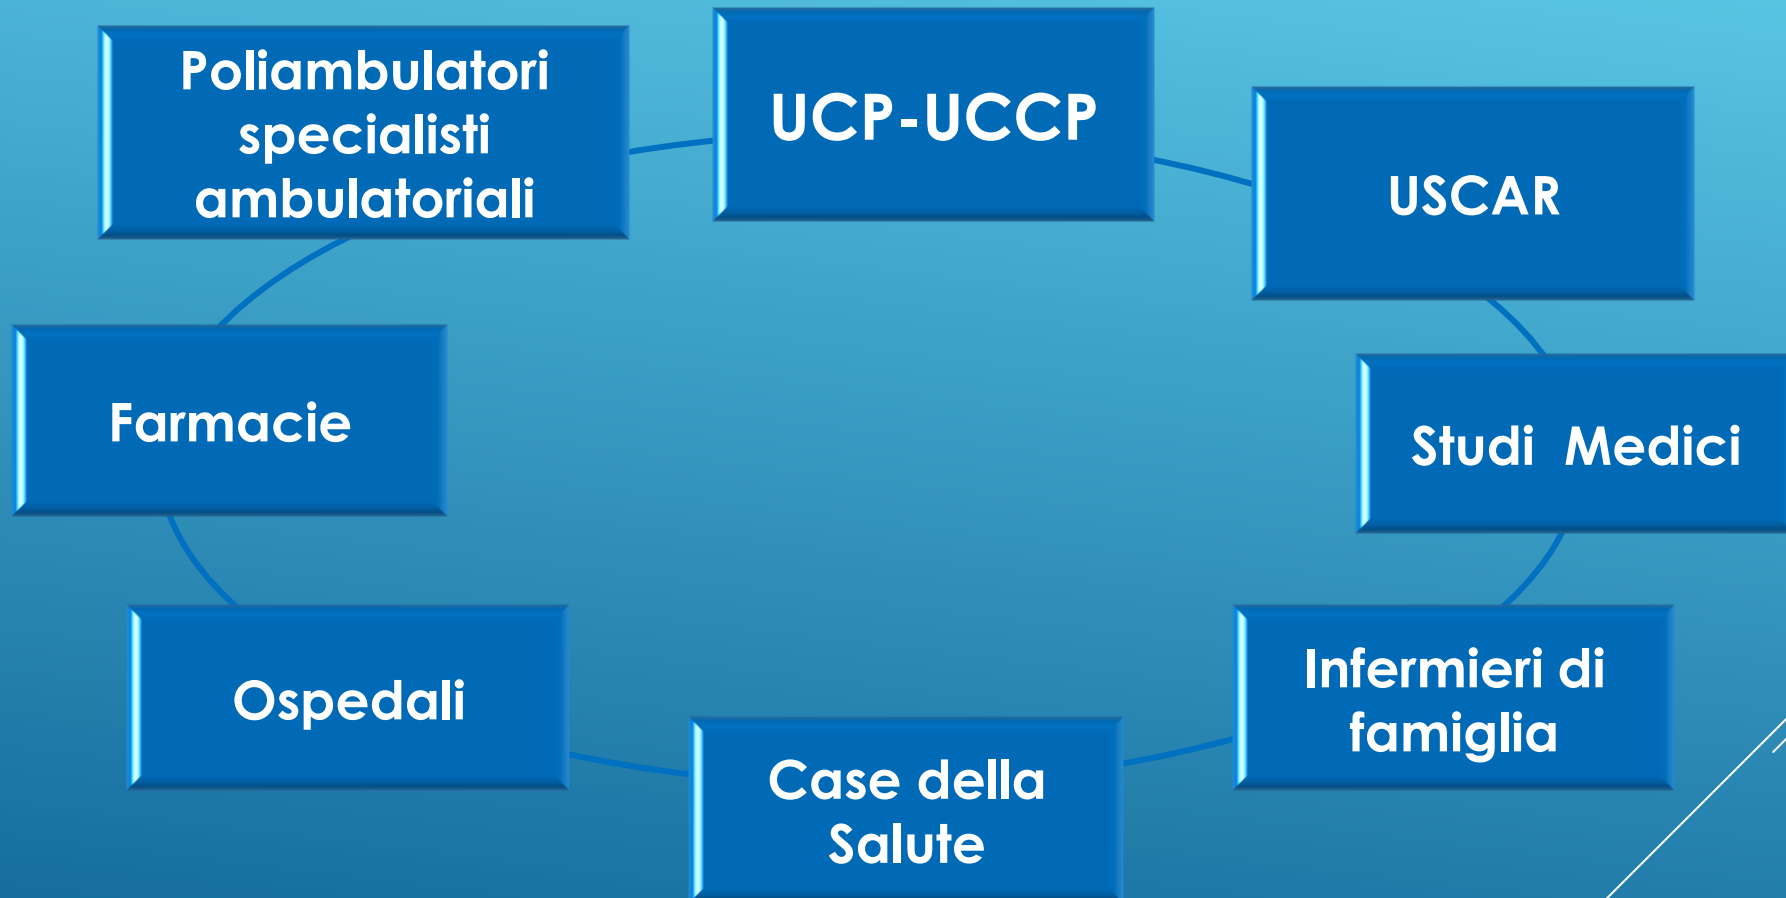 Poliambulatori
specialisti
ambulatoriali
UCP-UCCP
USCAR
Farmacie
Studi  Medici
Ospedali
Infermieri di
famiglia
Case della
Salute